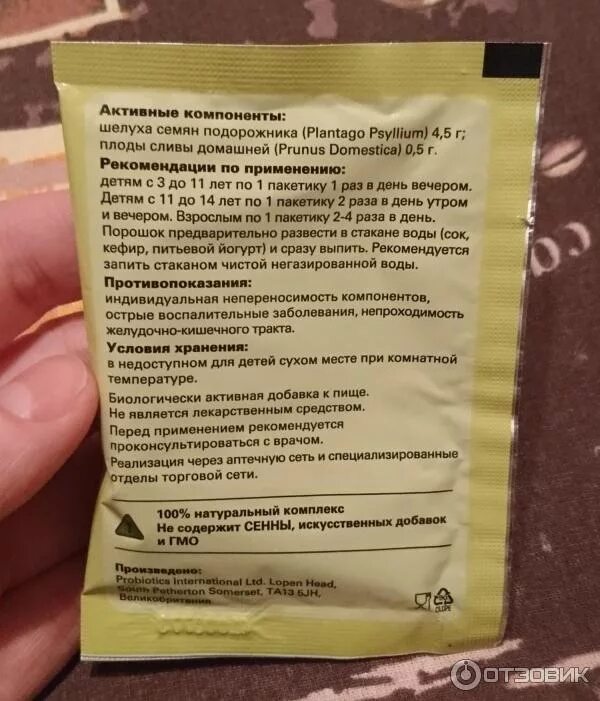 Активные компоненты:
шелуха семян подорожника (Plantago Psyllium) 4,5 г;
плоды сливы домашней (Prunus Domestica) 0,5 г.
Рекомендации по применению:
детям с 3 до 11 лет по 1 пакетику 1 раз в день вечером.
Детям с 11 до 14 лет по 1 пакетику 2 раза в день утром
и вечером. Взрослым по 1 пакетику 2-4 раза в день.
Порошок предварительно развести в стакане воды (сок,
кефир, питьевой йогурт) и сразу выпить. Рекомендуется
запить стаканом чистой негазированной воды.
Противопоказания:
индивидуальная непереносимость компонентов,
острые воспалительные заболевания, непроходимость
желудочно-кишечного тракта.
Условия хранения:
в недоступном для детей сухом месте при комнатной
температуре.
Биологически активная добавка к пище.
Не является лекарственным средством.
Перед применением рекомендуется
проконсультироваться с врачом.
Реализация через аптечную сеть и специализированные
отделы торговой сети.
100% натуральный комплекс
Не содержит СЕННЫ, искусственных добавок
и ГМО
Произведено:
Probiotics International Ltd. Lopen Head,
South Petherton Somerset, TA13 5JH,
Великобритания
ОТЗОВИК